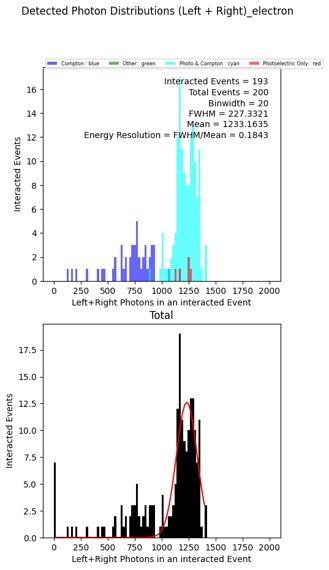 Detected Photon Distributions (Left + Right)_electron
Compton : blue Other : green Photo & Compton : cyan Photoelectric Only : red
Interacted Events = 193
Total Events = 200
Binwidth = 20
FWHM = 227.3321
Mean = 1233.1635
Energy Resolution = FWHM/Mean = 0.1843
Interacted Events
16
14
12
10
8
6
4
2
0
0 250 500 750 1000 1250 1500 1750 2000
Left+Right Photons in an interacted Event
Total
Interacted Events
17.5
15.0
12.5
10.0
7.5
5.0
2.5
0.0
0 250 500 750 1000 1250 1500 1750 2000
Left+Right Photons in an interacted Event